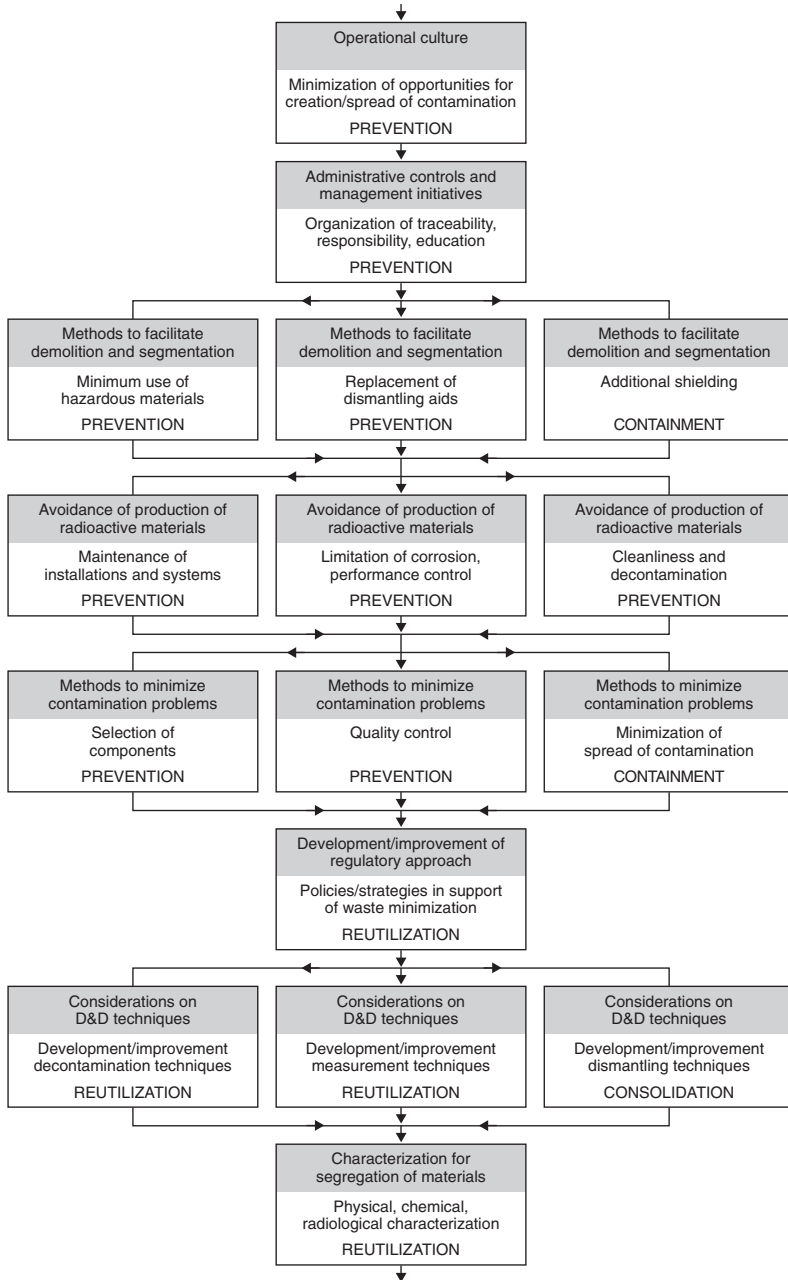 Operational culture
Minimization of opportunities for
creation/spread of contamination
PREVENTION
Administrative controls and
management initiatives
Organization of traceability,
responsibility, education
PREVENTION
Methods to facilitate
demolition and segmentation
Minimum use of
hazardous materials
PREVENTION
Methods to facilitate
demolition and segmentation
Replacement of
dismantling aids
PREVENTION
Methods to facilitate
demolition and segmentation
Additional shielding
CONTAINMENT
Avoidance of production of
radioactive materials
Maintenance of
installations and systems
PREVENTION
Avoidance of production of
radioactive materials
Limitation of corrosion,
performance control
PREVENTION
Avoidance of production of
radioactive materials
Cleanliness and
decontamination
PREVENTION
Methods to minimize
contamination problems
Selection of
components
PREVENTION
Methods to minimize
contamination problems
Quality control
PREVENTION
Methods to minimize
contamination problems
Minimization of
spread of contamination
CONTAINMENT
Development/improvement of
regulatory approach
Policies/strategies in support
of waste minimization
REUTILIZATION
Considerations on
D&D techniques
Development/improvement
decontamination techniques
REUTILIZATION
Considerations on
D&D techniques
Development/improvement
measurement techniques
REUTILIZATION
Considerations on
D&D techniques
Development/improvement
dismantling techniques
CONSOLIDATION
Characterization for
segregation of materials
Physical, chemical,
radiological characterization
REUTILIZATION